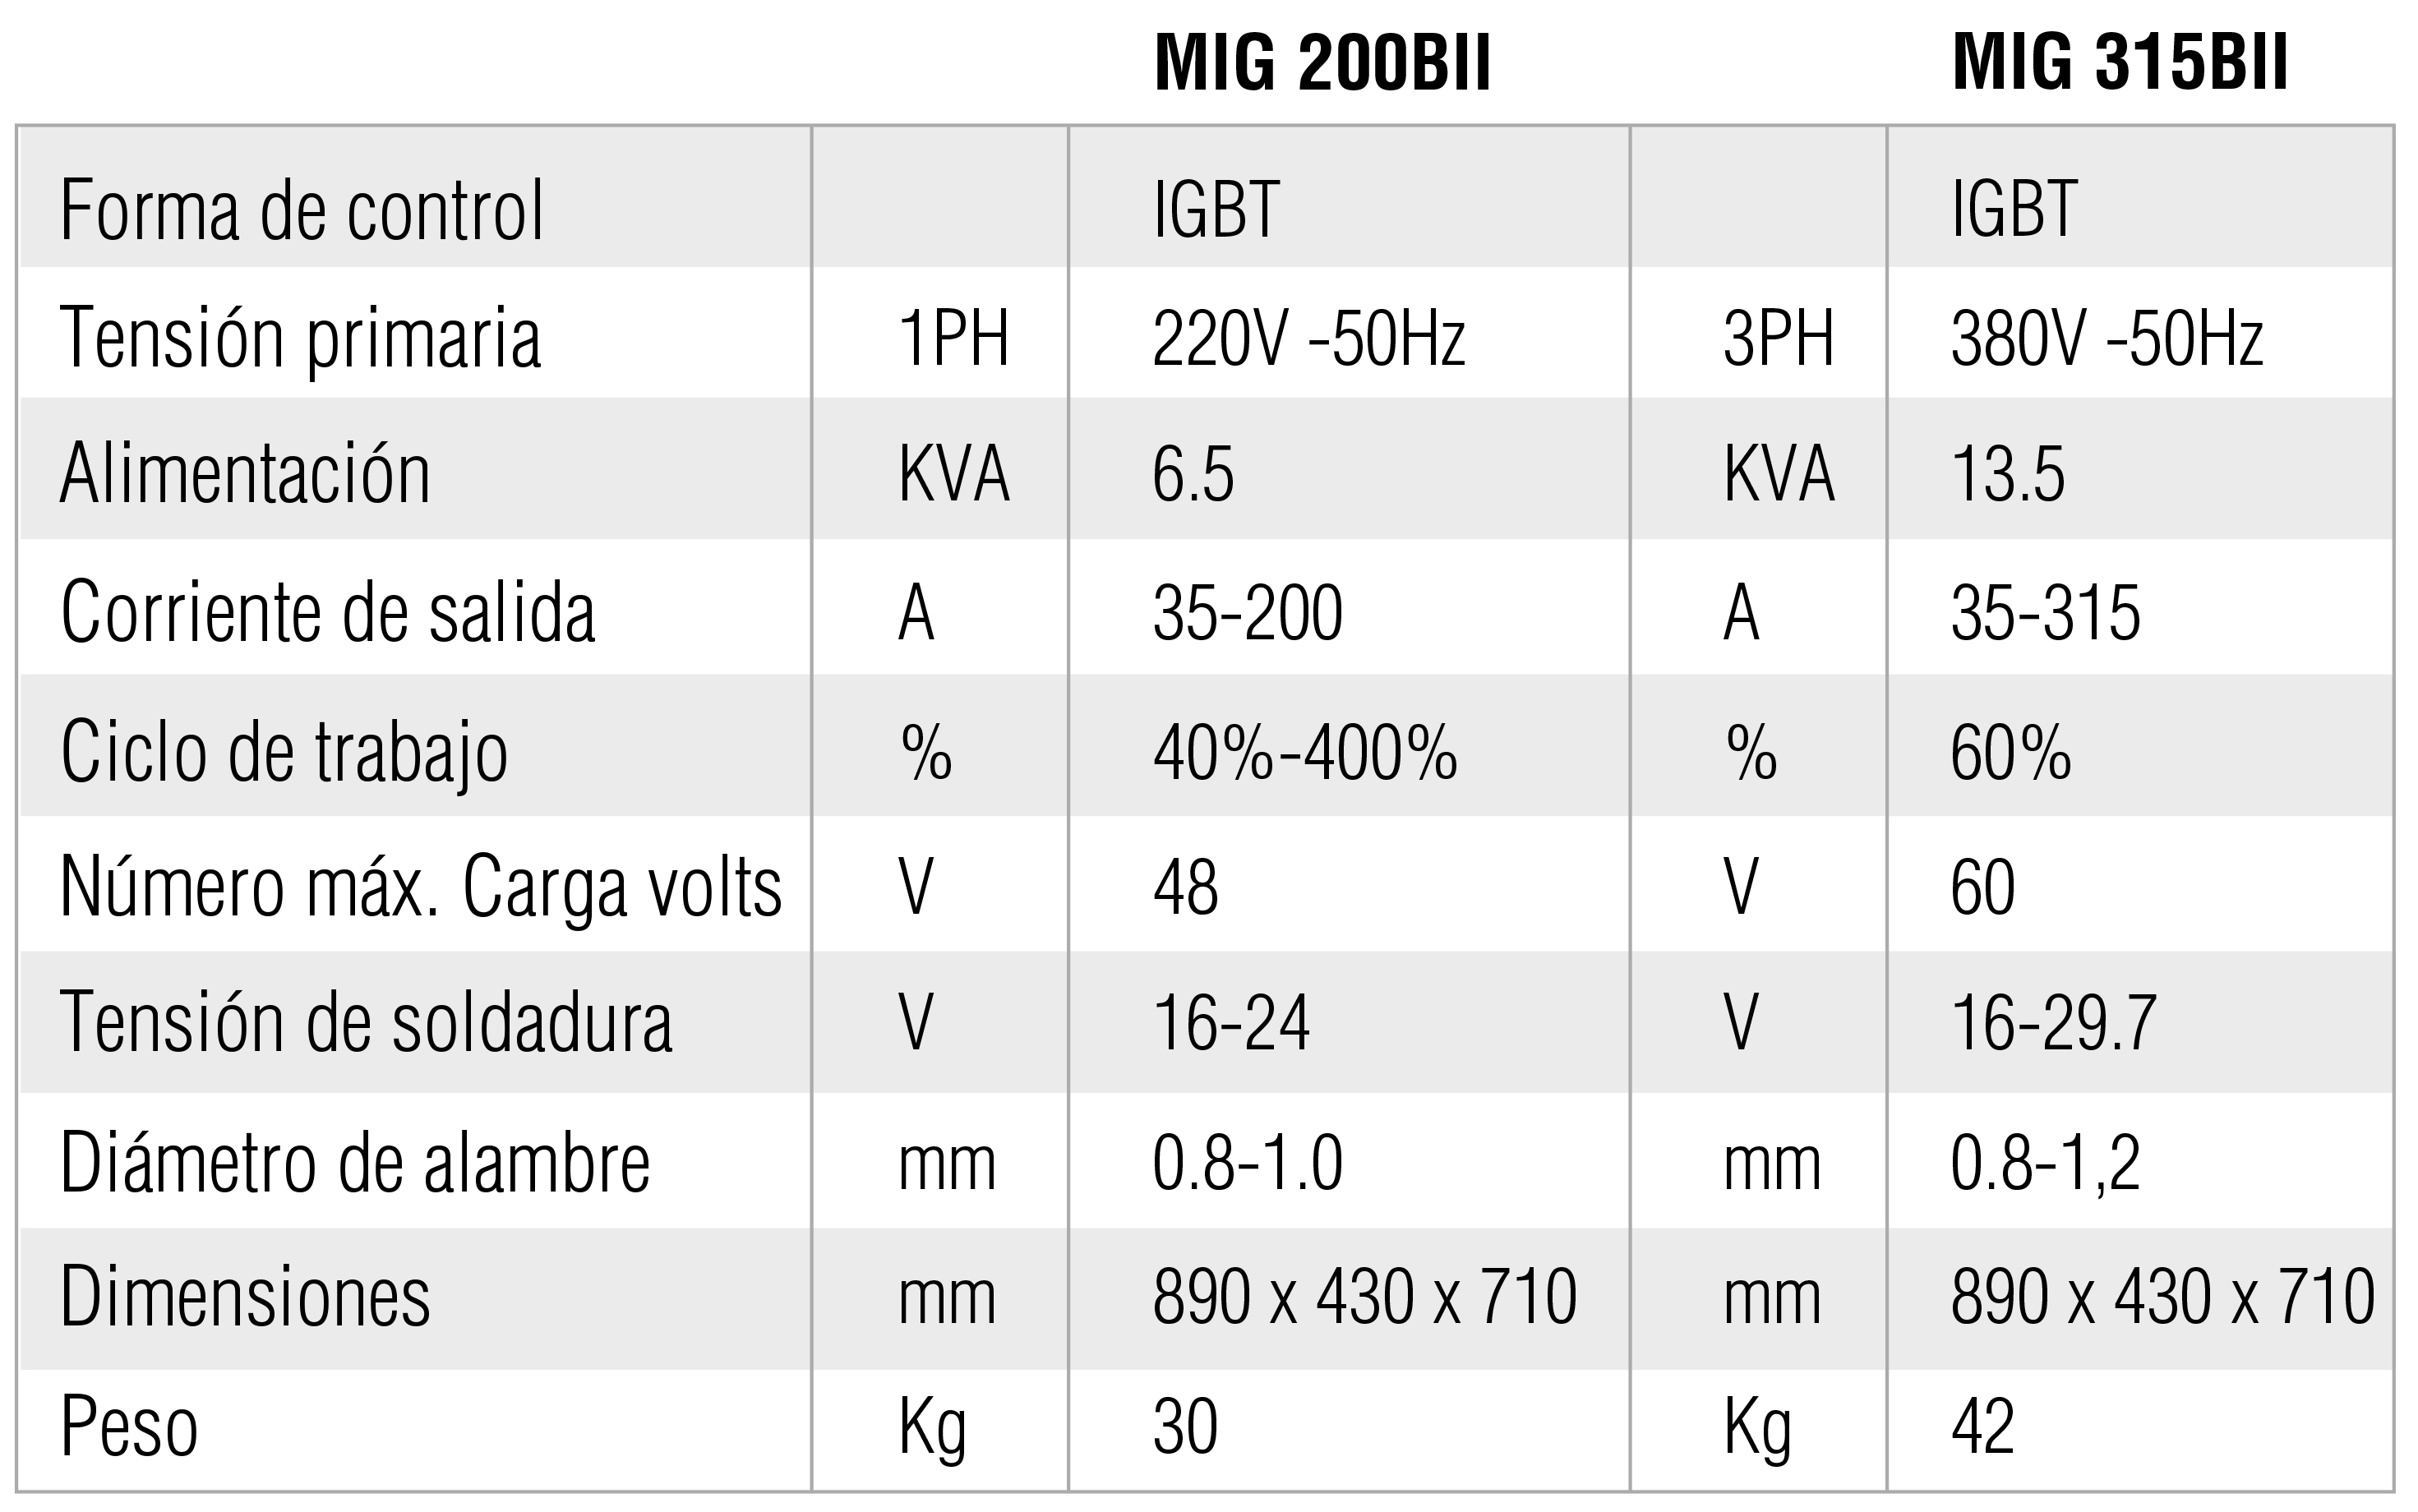 MIG 200BII MIG 315BII
Forma de control IGBT IGBT
Tensión primaria 1PH 220V -50Hz 3PH 380V -50Hz
Alimentación KVA 6.5 KVA 13.5
Corriente de salida A 35-200 A 35-315
Ciclo de trabajo % 40%-400% % 60%
Número máx. Carga volts V 48 V 60
Tensión de soldadura V 16-24 V 16-29.7
Diámetro de alambre mm 0.8-1.0 mm 0.8-1,2
Dimensiones mm 890 x 430 x 710 mm 890 x 430 x 710
Peso Kg 30 Kg 42